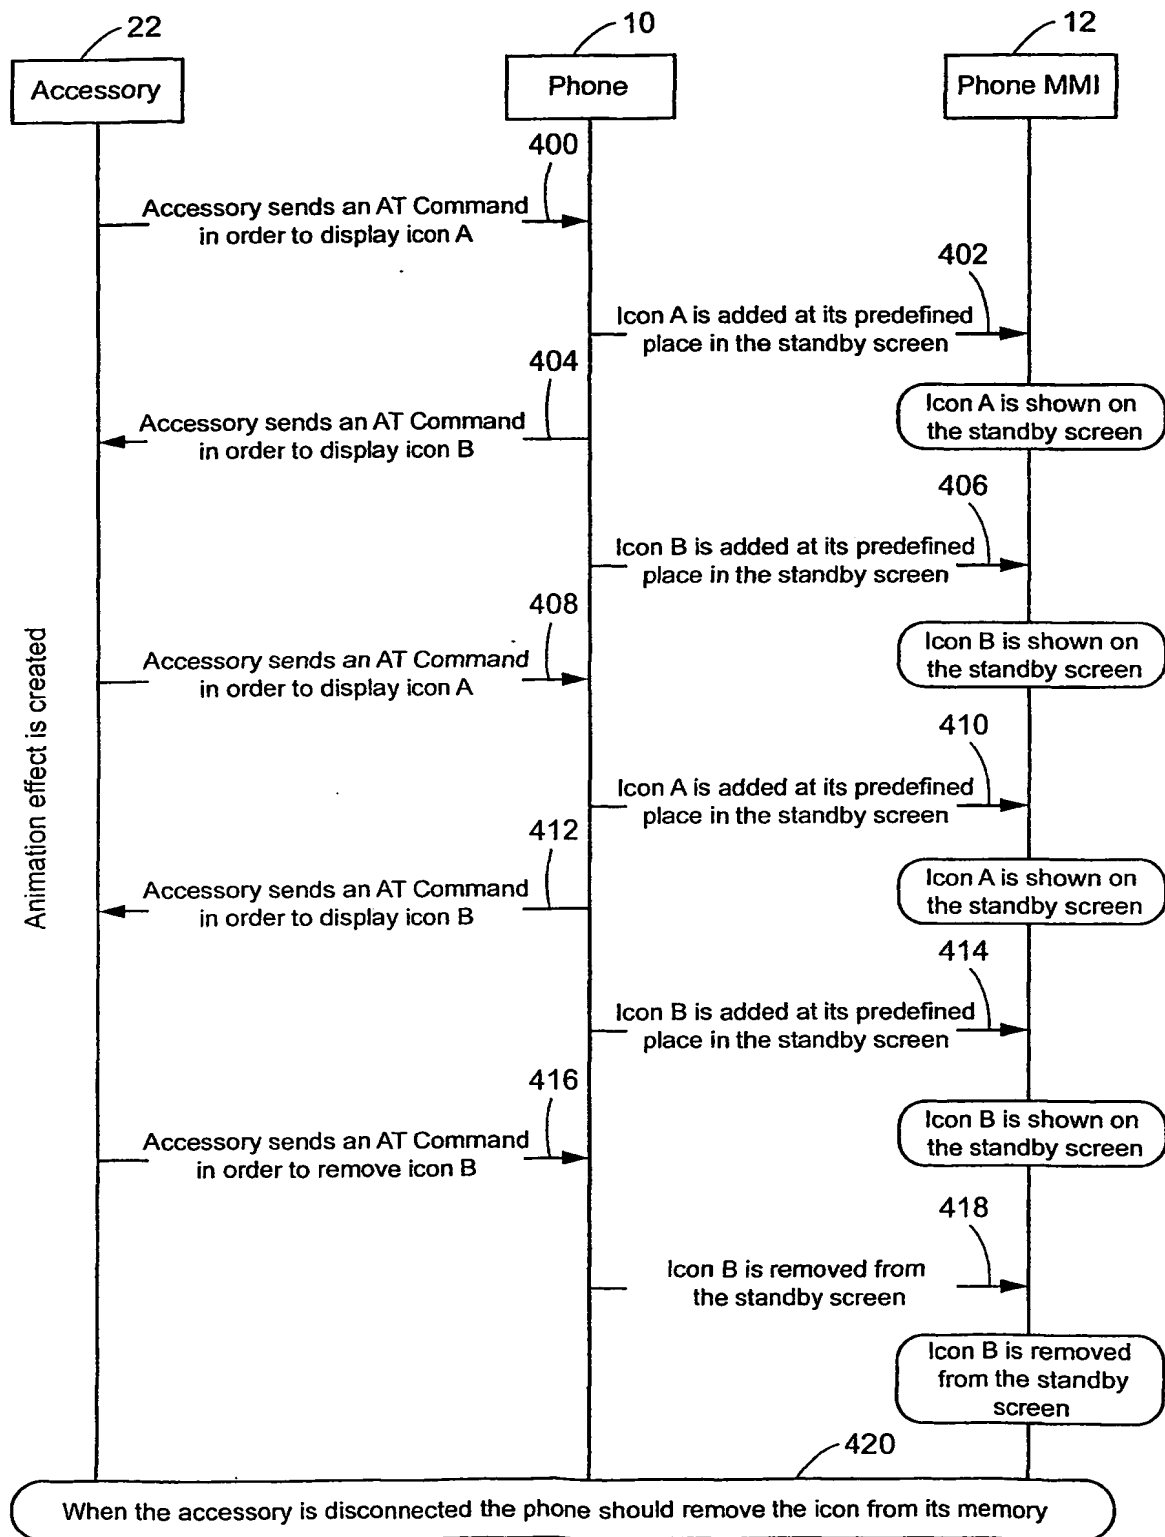 22
10
12
Accessory
Phone
Phone MMI
400
Accessory sends an AT Command
in order to display icon A
402
Icon A is added at its predefined
place in the standby screen
404
Icon A is shown on
the standby screen
Accessory sends an AT Command
in order to display icon B
406
Icon B is added at its predefined
place in the standby screen
408
Icon B is shown on
the standby screen
Accessory sends an AT Command
in order to display icon A
Animation effect is created
410
Icon A is added at its predefined
place in the standby screen
412
Icon A is shown on
the standby screen
Accessory sends an AT Command
in order to display icon B
414
Icon B is added at its predefined
place in the standby screen
416
Icon B is shown on
the standby screen
Accessory sends an AT Command
in order to remove icon B
418
Icon B is removed from
the standby screen
Icon B is removed
from the standby
screen
420
When the accessory is disconnected the phone should remove the icon from its memory